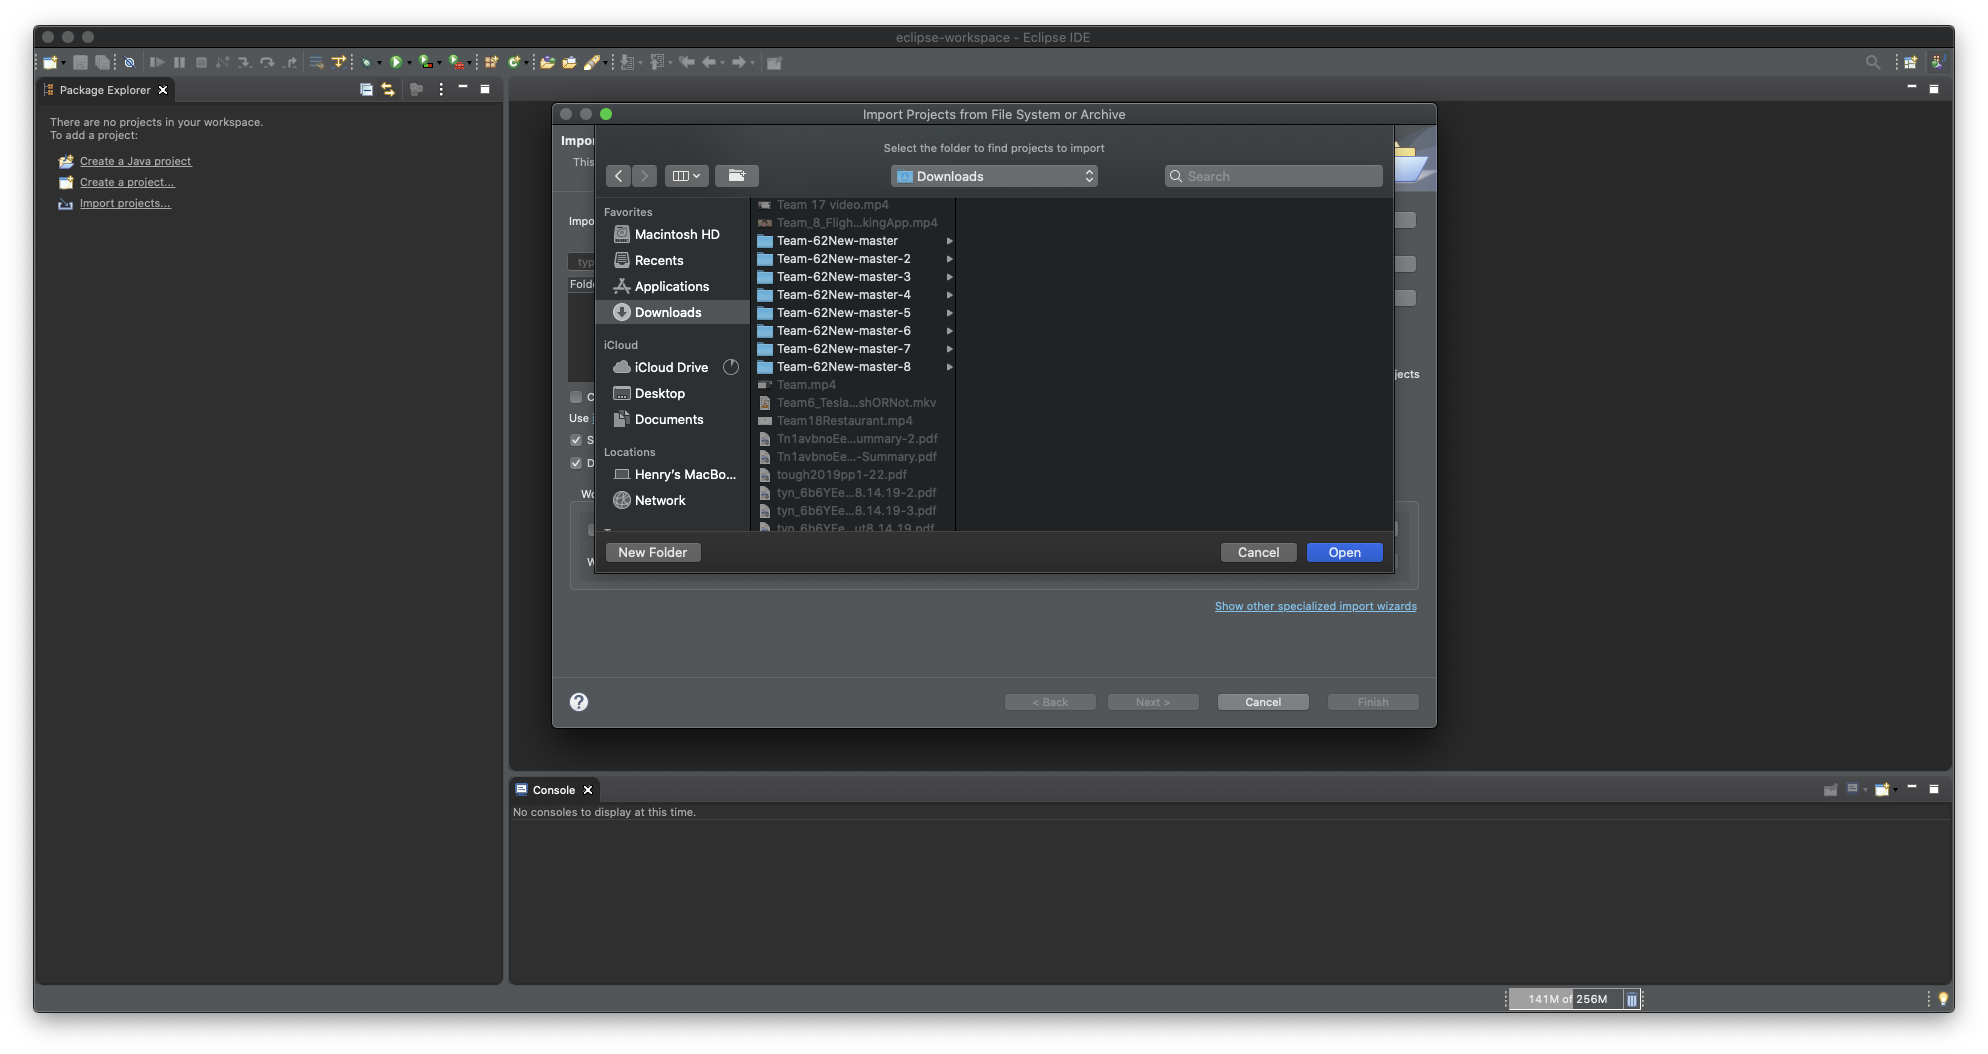 eclipse-workspace - Eclipse IDE
Package Explorer
There are no projects in your workspace.
To add a project:
Create a Java project
Create a project...
Import projects...
Import Projects from File System or Archive
Select the folder to find projects to import
Downloads
Search
Favorites
Macintosh HD
Recents
Applications
Downloads
iCloud
iCloud Drive
Desktop
Documents
Locations
Henry's MacBo...
Network
Team 17 video.mp4
Team_8_Fligh...kingApp.mp4
Team-62New-master
Team-62New-master-2
Team-62New-master-3
Team-62New-master-4
Team-62New-master-5
Team-62New-master-6
Team-62New-master-7
Team-62New-master-8
Team.mp4
Team6_Tesla...shORNot.mkv
Team18Restaurant.mp4
Tn1avbnoEe...ummary-2.pdf
Tn1avbnoEe...-Summary.pdf
tough2019pp1-22.pdf
tyn_6b6YEe...8.14.19-2.pdf
tyn_6b6YEe...8.14.19-3.pdf
tyn_6b6YEe...ut8.14.19.pdf
New Folder
Cancel
Open
Impor
This
Impo
typ
Folde
C
Use
S
D
Wo
W
jects
Show other specialized import wizards
< Back
Next >
Cancel
Finish
Console
No consoles to display at this time.
141M of 256M